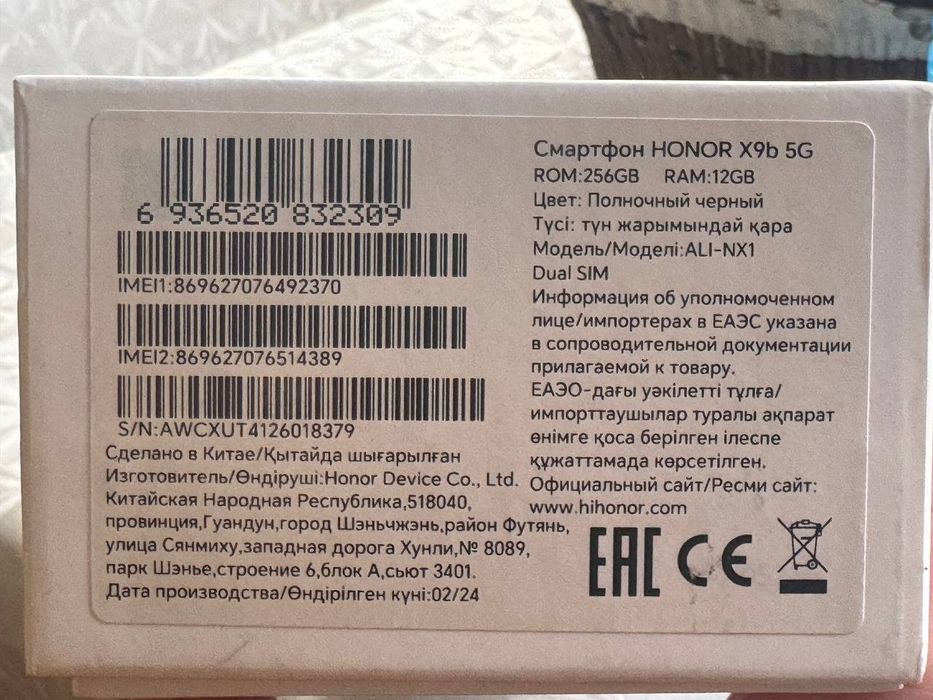 6 936520 832309
IMEI1:869627076492370
IMEI2:869627076514389
S/N:AWCXUT4126018379
Сделано в Китае/Қытайда шығарылған
Изготовитель/Өндіруші:Honor Device Co., Ltd.
Китайская Народная Республика,518040,
провинция,Гуандун,город Шэньчжэнь,район Футянь,
улица Сянмиху,западная дорога Хунли,№ 8089,
парк Шэнье,строение 6,блок А,сьют 3401.
Дата производства/Өндірілген күні:02/24
Смартфон HONOR X9b 5G
ROM:256GB RAM:12GB
Цвет: Полночный черный
Түсі: түн жарымындай қара
Модель/Моделі:ALI-NX1
Dual SIM
Информация об уполномоченном
лице/импортерах в ЕАЭС указана
в сопроводительной документации
прилагаемой к товару.
ЕАЭО-дағы уәкілетті тұлға/
импорттаушылар туралы ақпарат
өнімге қоса берілген ілеспе
құжаттамада көрсетілген.
Официальный сайт/Ресми сайт:
www.hihonor.com
EAC CE